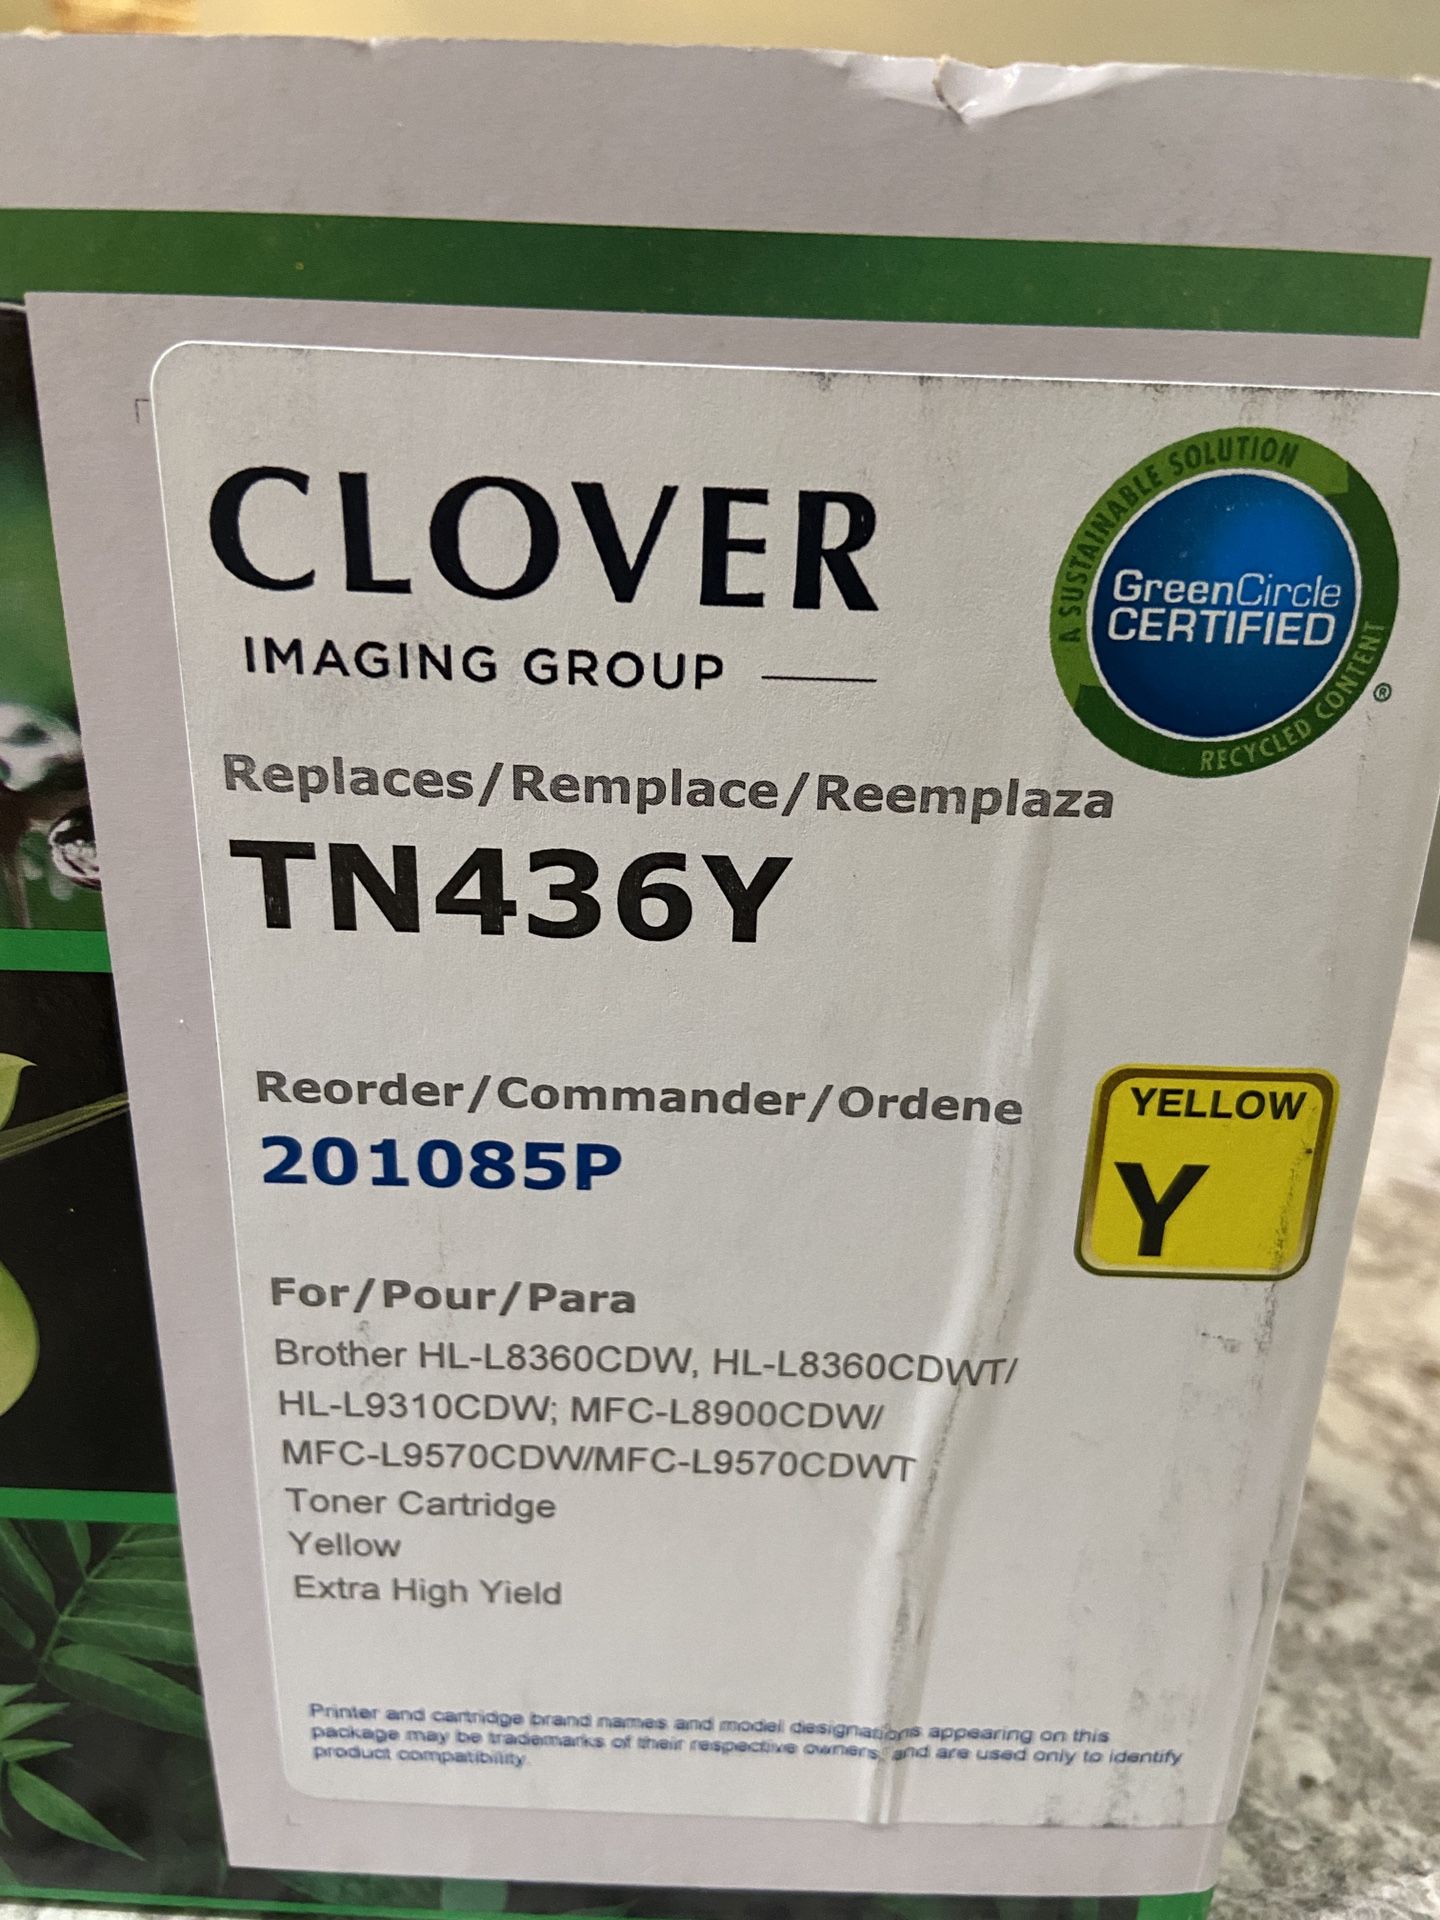 CLOVER
IMAGING GROUP
A SUSTAINABLE SOLUTION
GreenCircle
CERTIFIED
RECYCLED CONTENT
®
Replaces/Remplace/Reemplaza
TN436Y
Reorder/Commander/Ordene
201085P
YELLOW
Y
For/Pour/Para
Brother HL-L8360CDW, HL-L8360CDWT/
HL-L9310CDW; MFC-L8900CDW/
MFC-L9570CDW/MFC-L9570CDWT
Toner Cartridge
Yellow
Extra High Yield
Printer and cartridge brand names and model designations appearing on this
package may be trademarks of their respective owners, and are used only to identify
product compatibility.